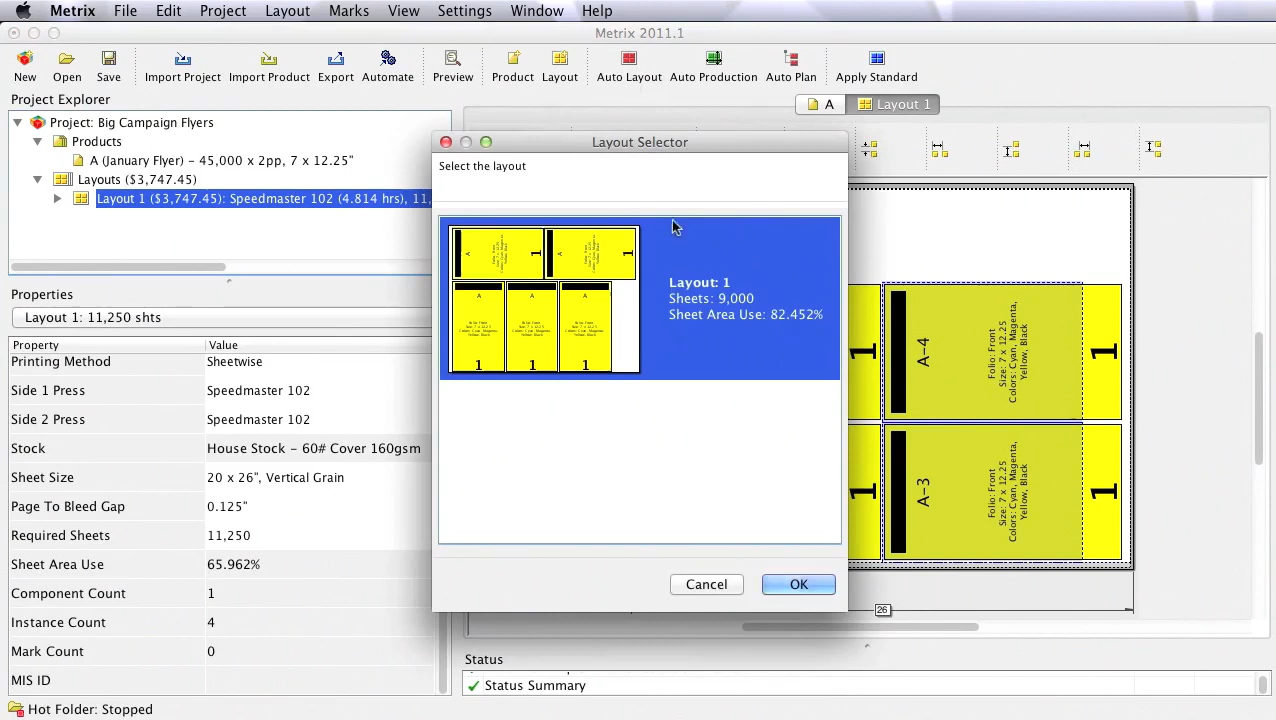 Metrix File Edit Project Layout Marks View Settings Window Help
Metrix 2011.1
New Open Save Import Project Import Product Export Automate Preview Product Layout Auto Layout Auto Production Auto Plan Apply Standard
Project Explorer
Project: Big Campaign Flyers
Products
A (January Flyer) – 45,000 x 2pp, 7 x 12.25"
Layouts ($3,747.45)
Layout 1 ($3,747.45): Speedmaster 102 (4.814 hrs), 11,
Properties
Layout 1: 11,250 shts
Property Value
Printing Method Sheetwise
Side 1 Press Speedmaster 102
Side 2 Press Speedmaster 102
Stock House Stock – 60# Cover 160gsm
Sheet Size 20 x 26", Vertical Grain
Page To Bleed Gap 0.125"
Required Sheets 11,250
Sheet Area Use 65.962%
Component Count 1
Instance Count 4
Mark Count 0
MIS ID
Hot Folder: Stopped
A Layout 1
Layout Selector
Select the layout
A
1
A
1
A
A
A
1
1
1
Layout: 1
Sheets: 9,000
Sheet Area Use: 82.452%
Cancel OK
1
A-4
Folio: Front
Size: 7 x 12.25
Colors: Cyan, Magenta,
Yellow, Black
1
1
A-3
Folio: Front
Size: 7 x 12.25
Colors: Cyan, Magenta,
Yellow, Black
1
26
Status
Status Summary